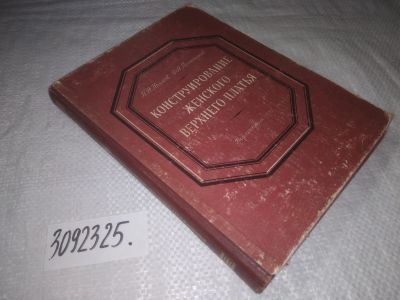 КОНСТРУИРОВАНИЕ
ЖЕНСКОГО
ВЕРХНЕГО ПЛАТЬЯ
3092325.